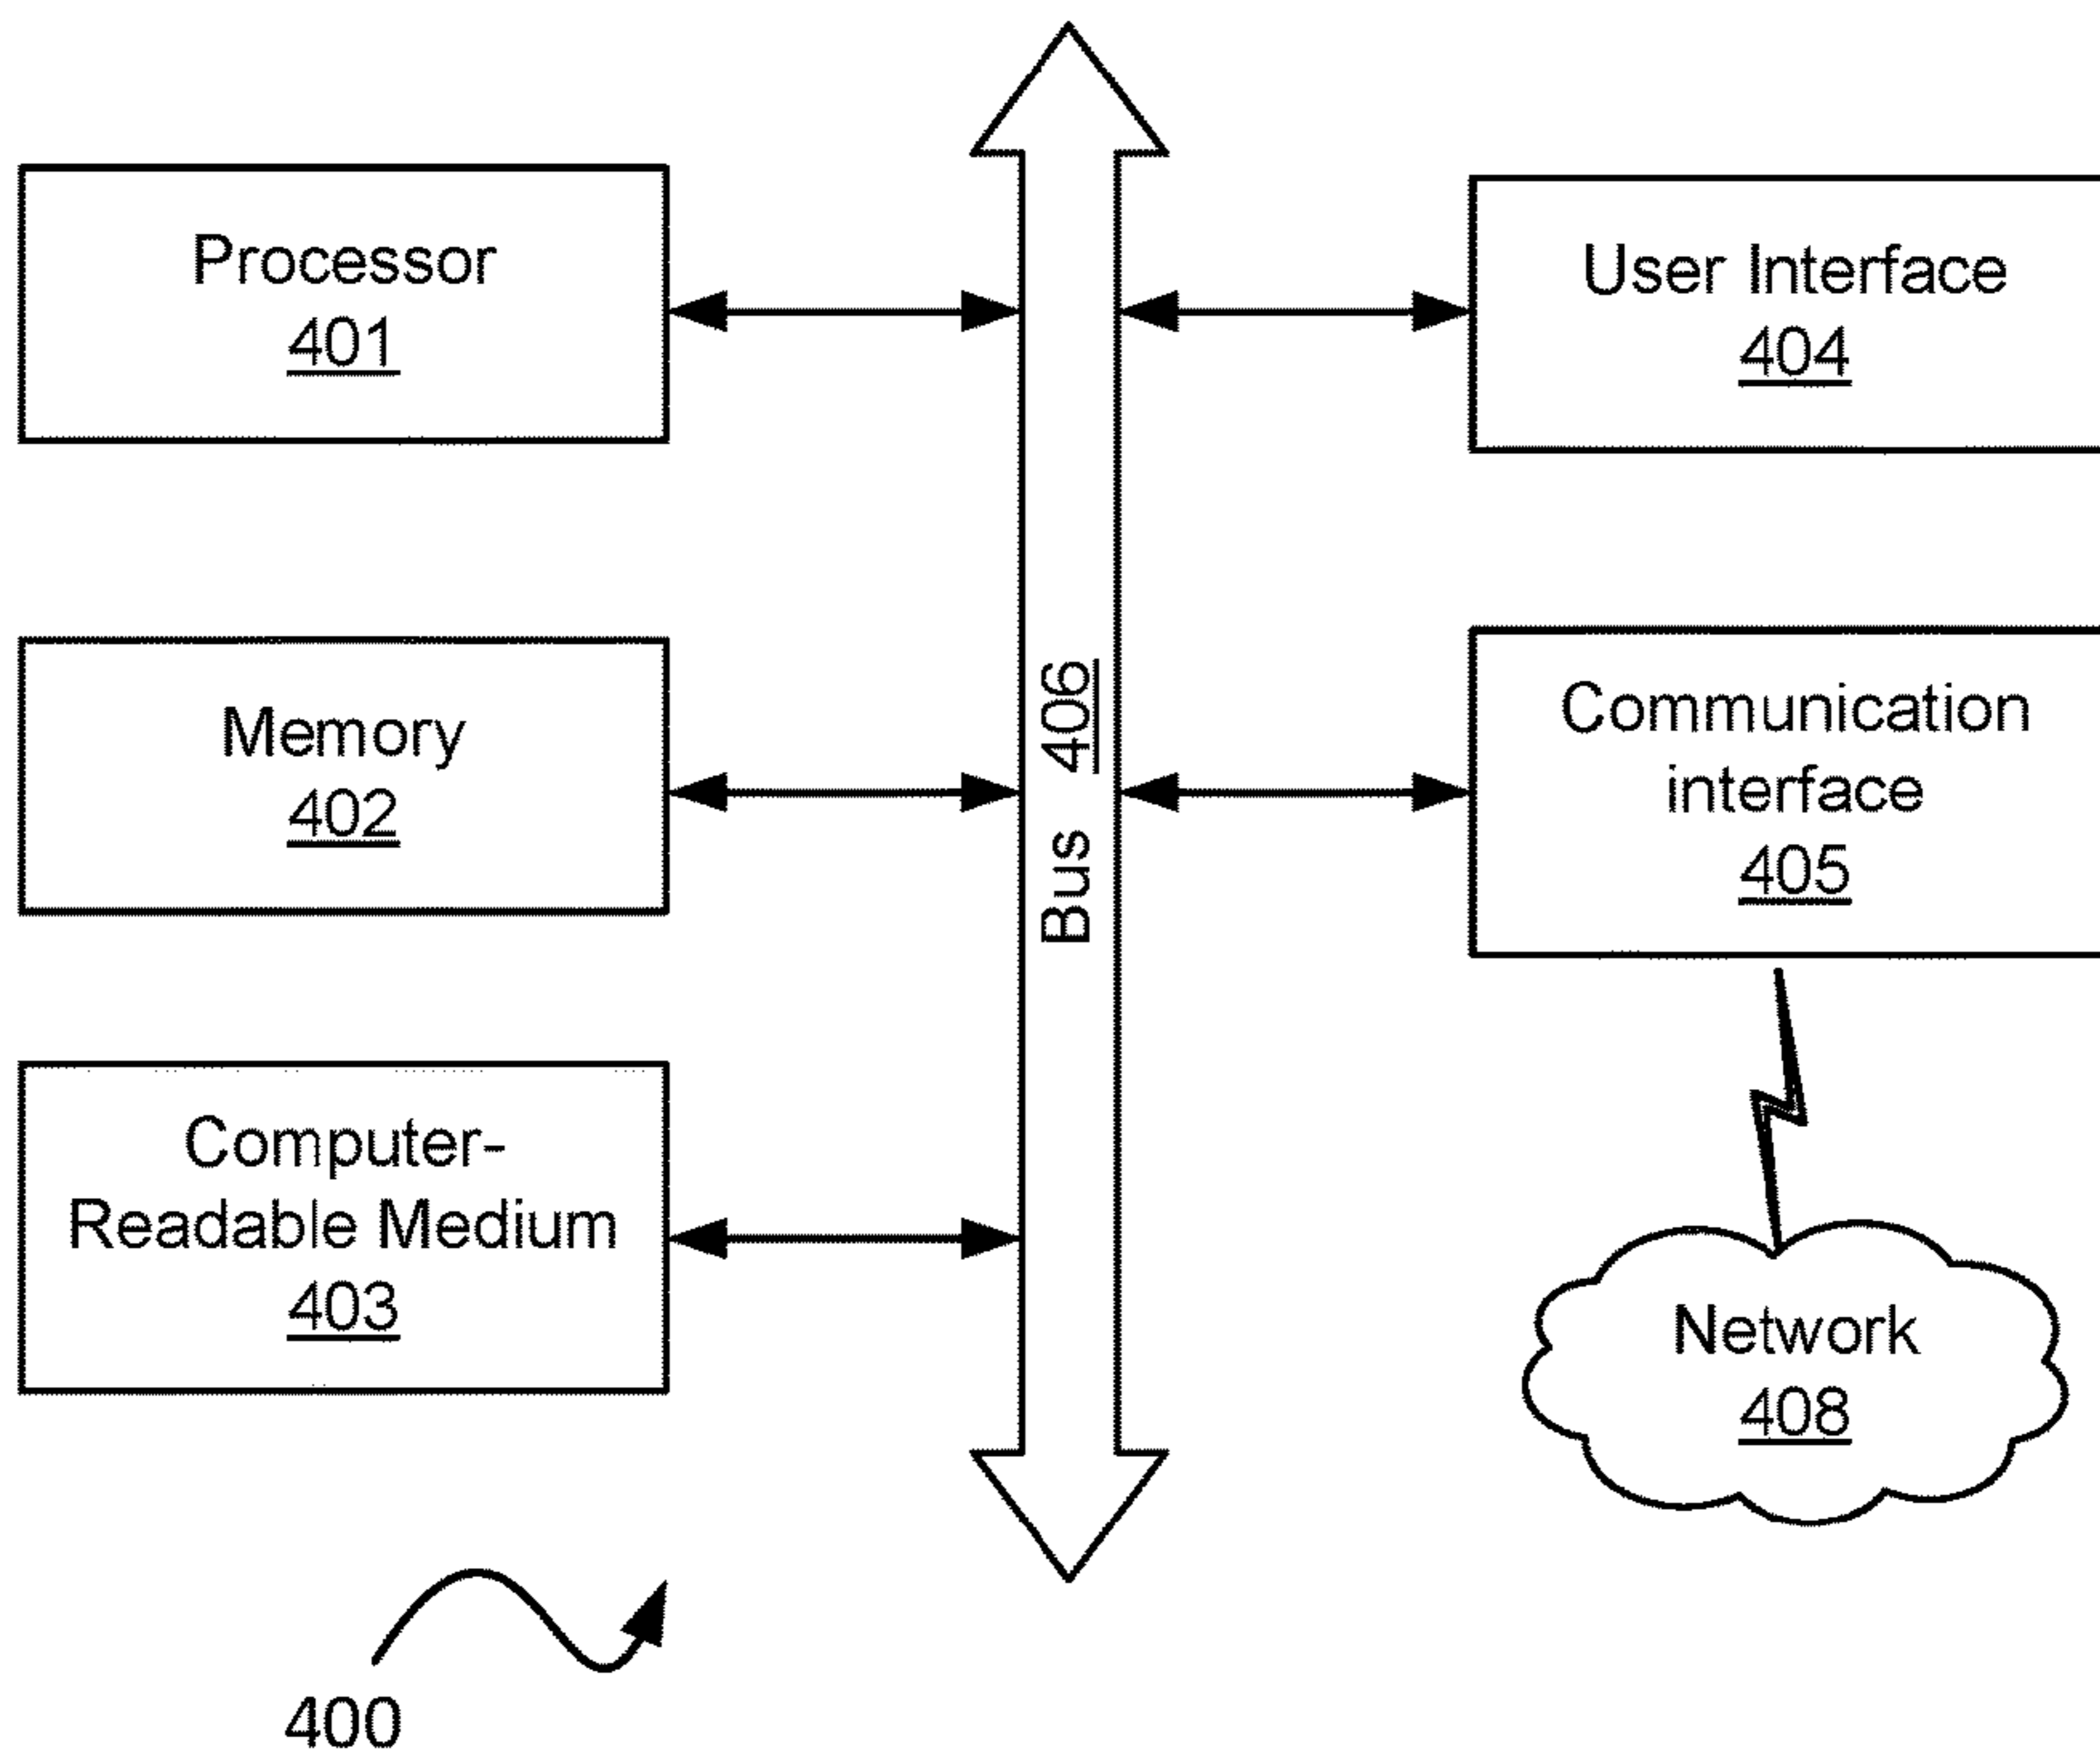 Processor
401
User Interface
404
Memory
402
Bus 406
Communication
interface
405
Computer-
Readable Medium
403
Network
408
400